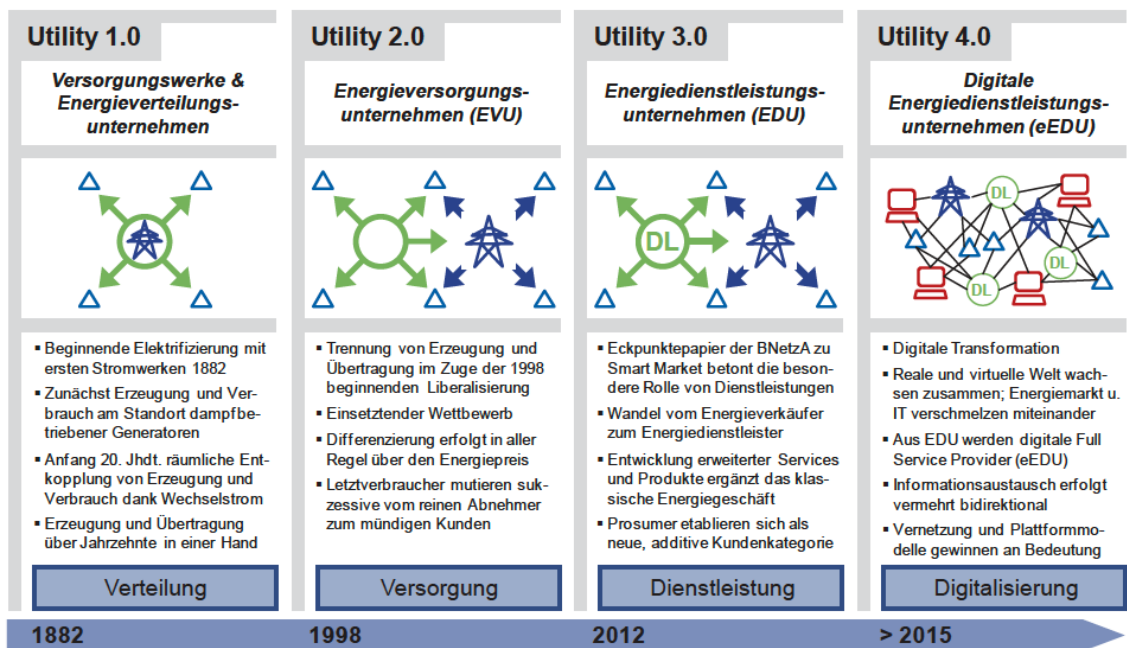 Utility 1.0
Versorgungswerke &
Energieverteilungs-
unternehmen
▪ Beginnende Elektrifizierung mit
ersten Stromwerken 1882
▪ Zunächst Erzeugung und Ver-
brauch am Standort dampfbe-
triebener Generatoren
▪ Anfang 20. Jhdt. räumliche Ent-
kopplung von Erzeugung und
Verbrauch dank Wechselstrom
▪ Erzeugung und Übertragung
über Jahrzehnte in einer Hand
Verteilung
1882
Utility 2.0
Energieversorgungs-
unternehmen (EVU)
▪ Trennung von Erzeugung und
Übertragung im Zuge der 1998
beginnenden Liberalisierung
▪ Einsetztender Wettbewerb
▪ Differenzierung erfolgt in aller
Regel über den Energiepreis
▪ Letztverbraucher mutieren suk-
zessive vom reinen Abnehmer
zum mündigen Kunden
Versorgung
1998
Utility 3.0
Energiedienstleistungs-
unternehmen (EDU)
DL
▪ Eckpunktepapier der BNetzA zu
Smart Market betont die beson-
dere Rolle von Dienstleistungen
▪ Wandel vom Energieverkäufer
zum Energiedienstleister
▪ Entwicklung erweiterter Services
und Produkte ergänzt das klas-
sische Energiegeschäft
▪ Prosumer etablieren sich als
neue, additive Kundenkategorie
Dienstleistung
2012
Utility 4.0
Digitale
Energiedienstleistungs-
unternehmen (eEDU)
DL
DL
DL
▪ Digitale Transformation
▪ Reale und virtuelle Welt wach-
sen zusammen; Energiemarkt u.
IT verschmelzen miteinander
▪ Aus EDU werden digitale Full
Service Provider (eEDU)
▪ Informationsaustausch erfolgt
vermehrt bidirektional
▪ Vernetzung und Plattformmo-
delle gewinnen an Bedeutung
Digitalisierung
> 2015